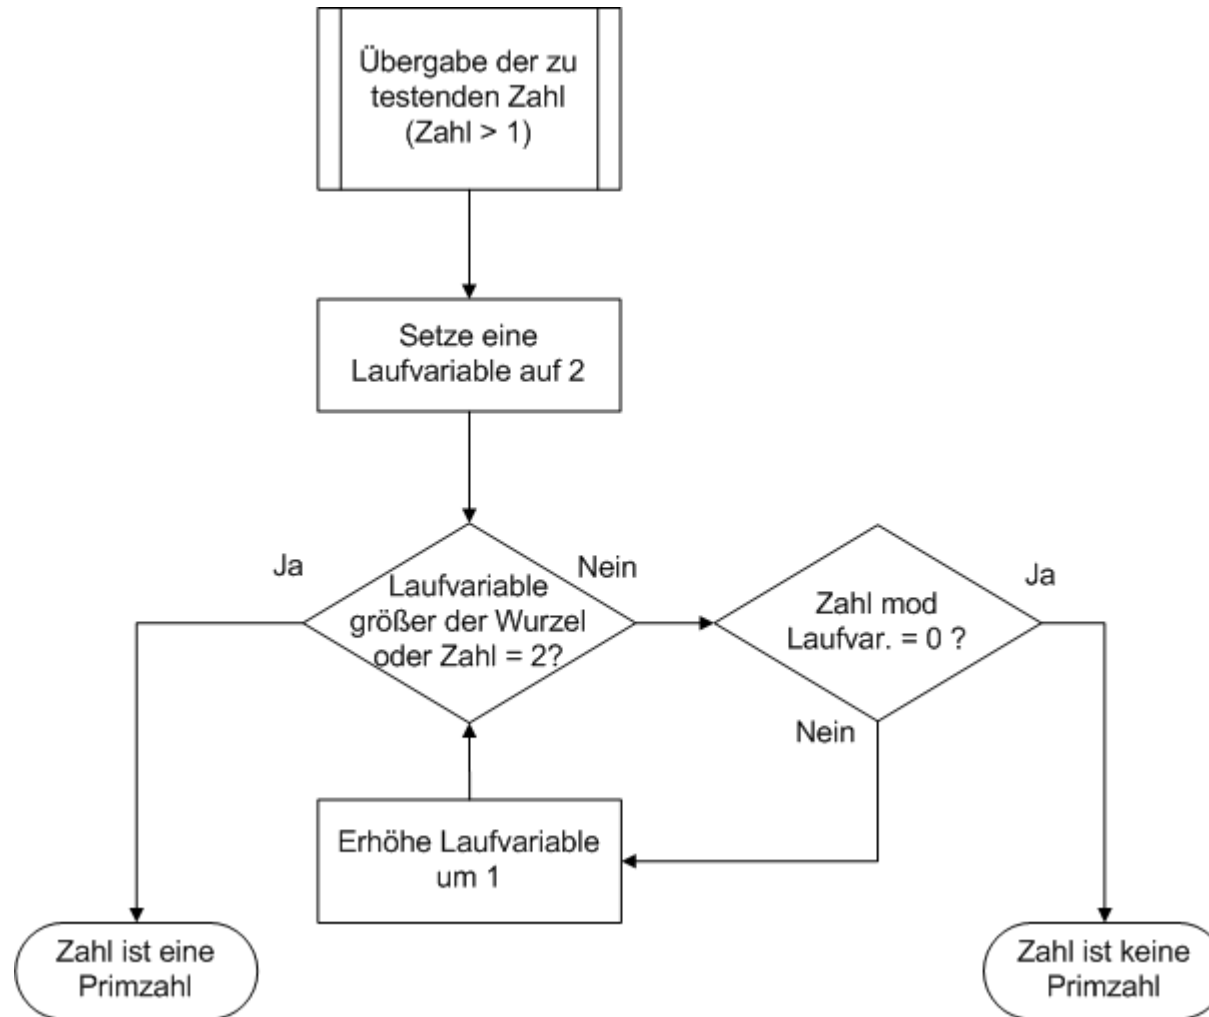 Übergabe der zu
testenden Zahl
(Zahl > 1)
Setze eine
Laufvariable auf 2
Ja
Laufvariable
größer der Wurzel
oder Zahl = 2?
Nein
Zahl mod
Laufvar. = 0 ?
Ja
Nein
Erhöhe Laufvariable
um 1
Zahl ist eine
Primzahl
Zahl ist keine
Primzahl